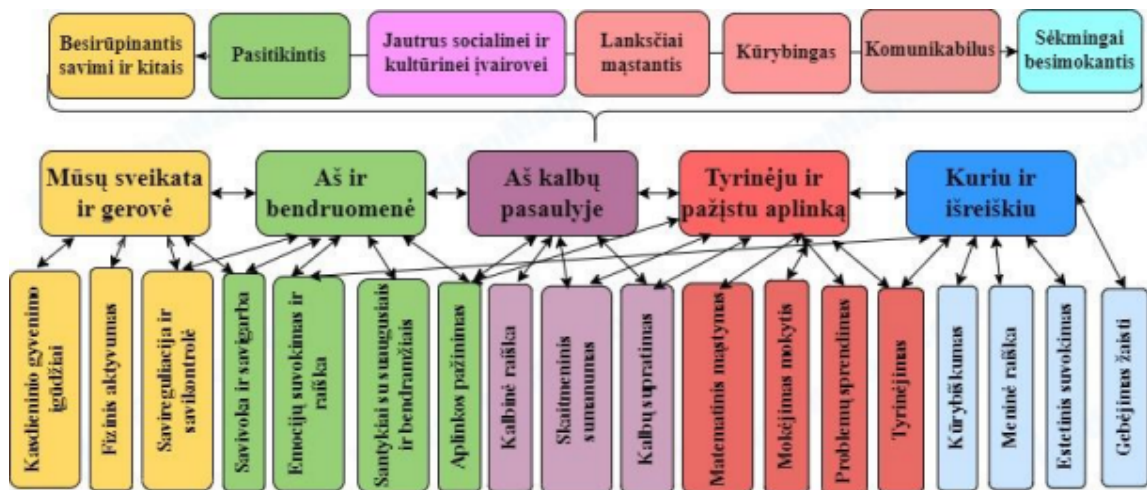 Besirūpinantis
savimi ir kitais
Pasitikintis
Jautrus socialinei ir
kultūrinei įvairovei
Lanksčiai
mąstantis
Kūrybingas
Komunikabilus
Sėkmingai
besimokantis
Mūsų sveikata
ir gerovė
Aš ir
bendruomenė
Aš kalbų
pasaulyje
Tyrinėju ir
pažįstu aplinką
Kuriu ir
išreiškiu
Kasdieninio gyvenimo
įgūdžiai
Fizinis aktyvumas
Savireguliacija ir
savikontrolė
Savivoka ir savigarba
Emocijų suvokimas ir
raiška
Santykiai su suaugusiais
ir bendraamžiais
Aplinkos pažinimas
Kalbinė raiška
Skaitmeninis
sumanumas
Kalbų supratimas
Matematinis mąstymas
Mokėjimas mokytis
Problemų sprendimas
Tyrinėjimas
Kūrybiškumas
Meninė raiška
Estetinis suvokimas
Gebėjimas žaisti